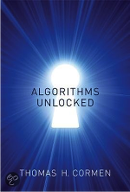 ALGORITHMS
UNLOCKED
THOMAS H. CORMEN